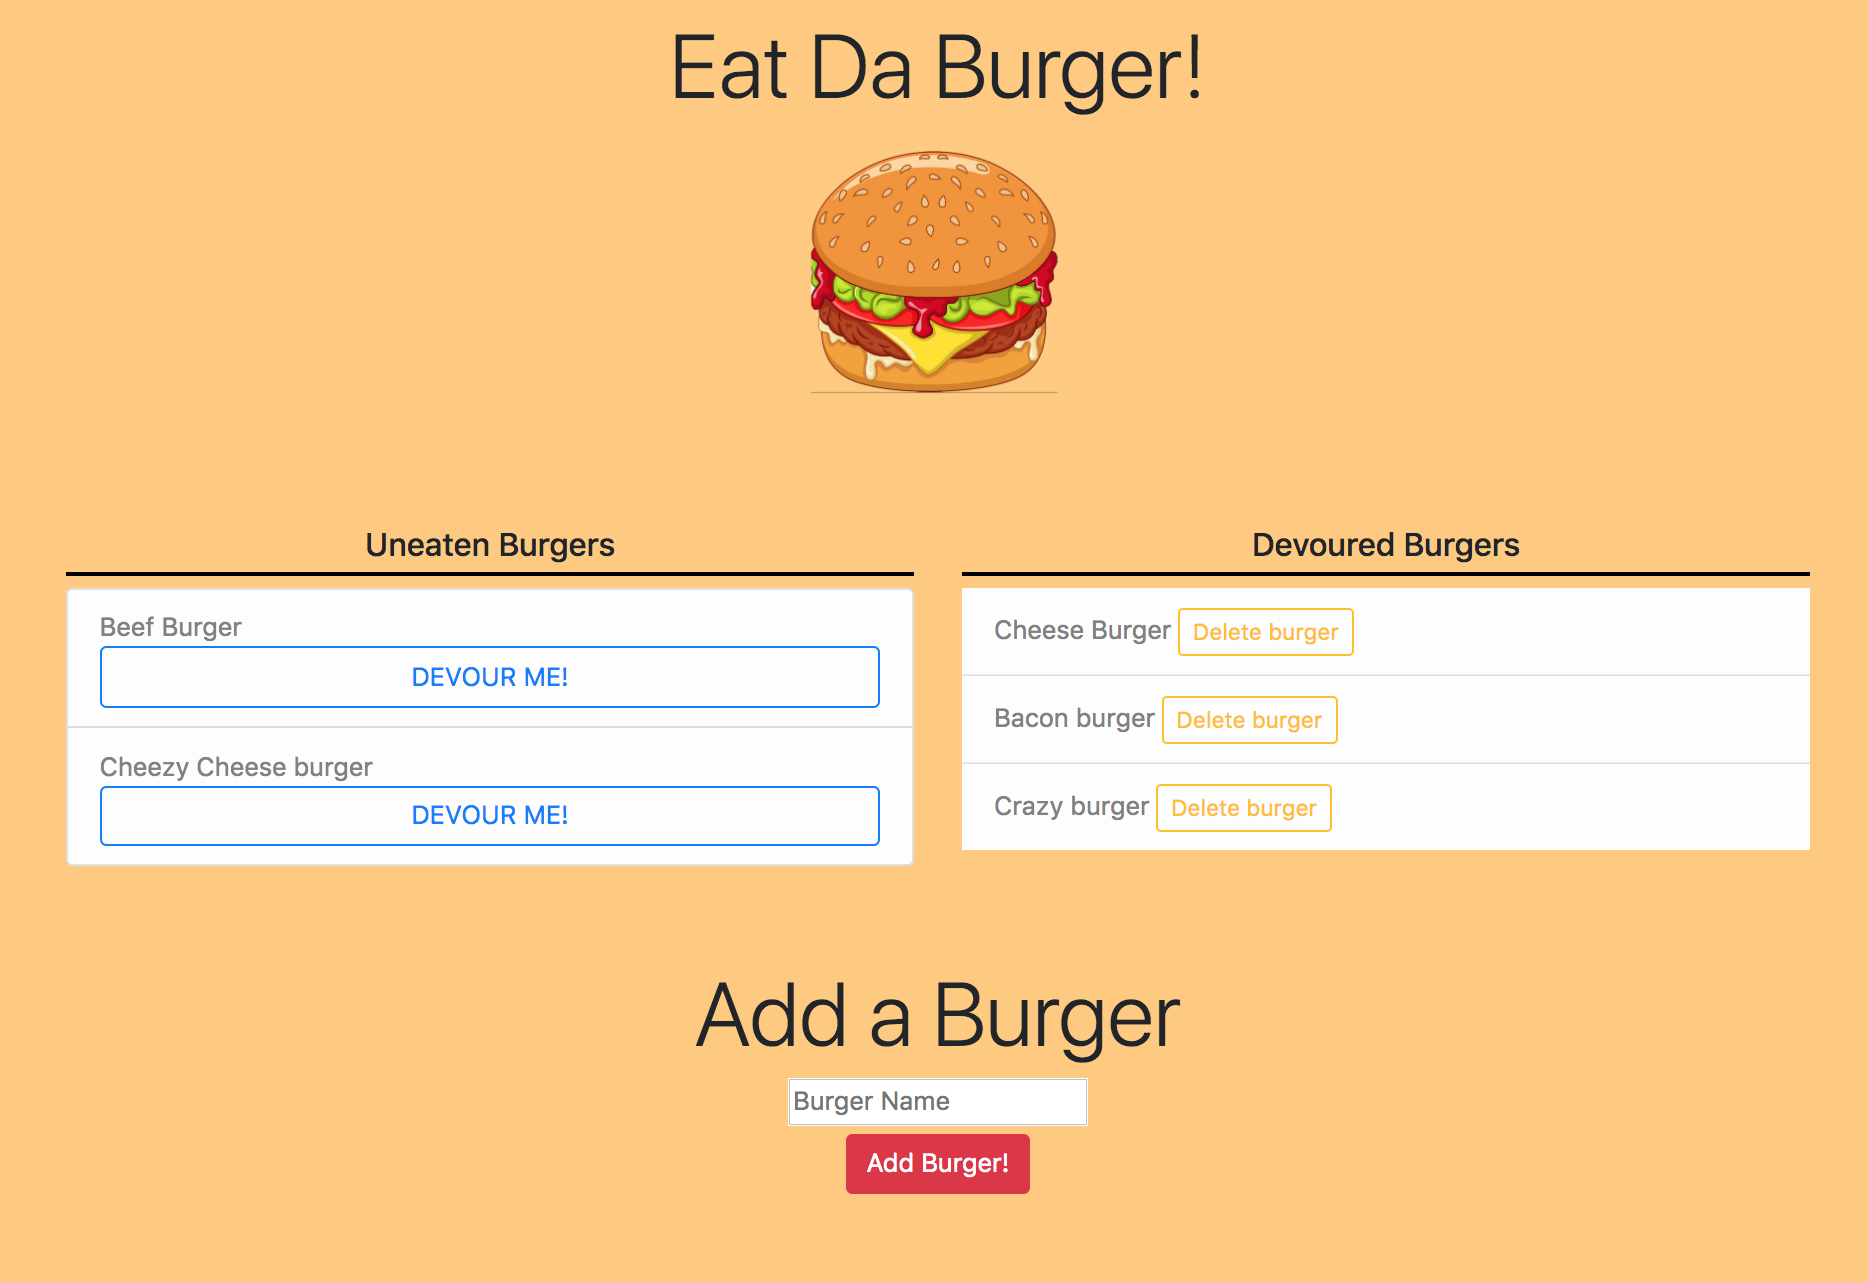 Eat Da Burger!
Uneaten Burgers
Beef Burger
DEVOUR ME!
Cheezy Cheese burger
DEVOUR ME!
Devoured Burgers
Cheese Burger Delete burger
Bacon burger Delete burger
Crazy burger Delete burger
Add a Burger
Burger Name
Add Burger!